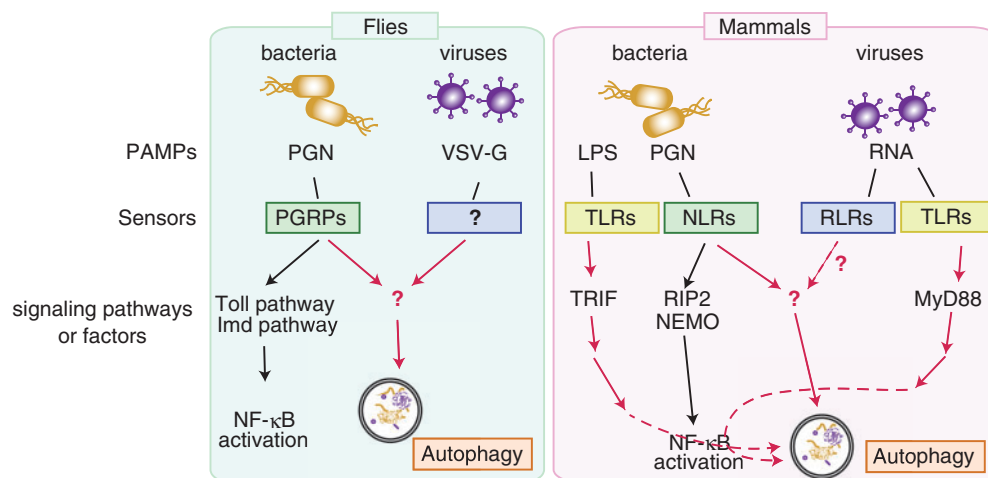 Flies
Mammals
bacteria
viruses
bacteria
viruses
PAMPs
PGN
VSV-G
LPS
PGN
RNA
Sensors
PGRPs
?
TLRs
NLRs
RLRs
TLRs
?
signaling pathways
or factors
Toll pathway
Imd pathway
?
TRIF
RIP2
NEMO
?
MyD88
NF-κB
activation
Autophagy
NF-κB
activation
Autophagy